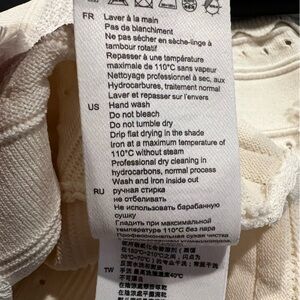 FR Laver à la main
Pas de blanchiment
Ne pas sécher en sèche-linge à
tambour rotatif
Repasser à une température
maximale de 110°C sans vapeur
Nettoyage professionnel à sec, aux
Hydrocarbures, traitement normal
Laver et repasser sur l'envers
US Hand wash
Do not bleach
Do not tumble dry
Drip flat drying in the shade
Iron at a maximum temperature of
110°C without steam
Professional dry cleaning in
hydrocarbons, normal process
Wash and iron inside out
RU ручная стирка
не отбеливать
Не использовать барабанную
сушку
Гладить при максимальной
температуре 110°C без пара
Профессиональная сухая чистка
TW